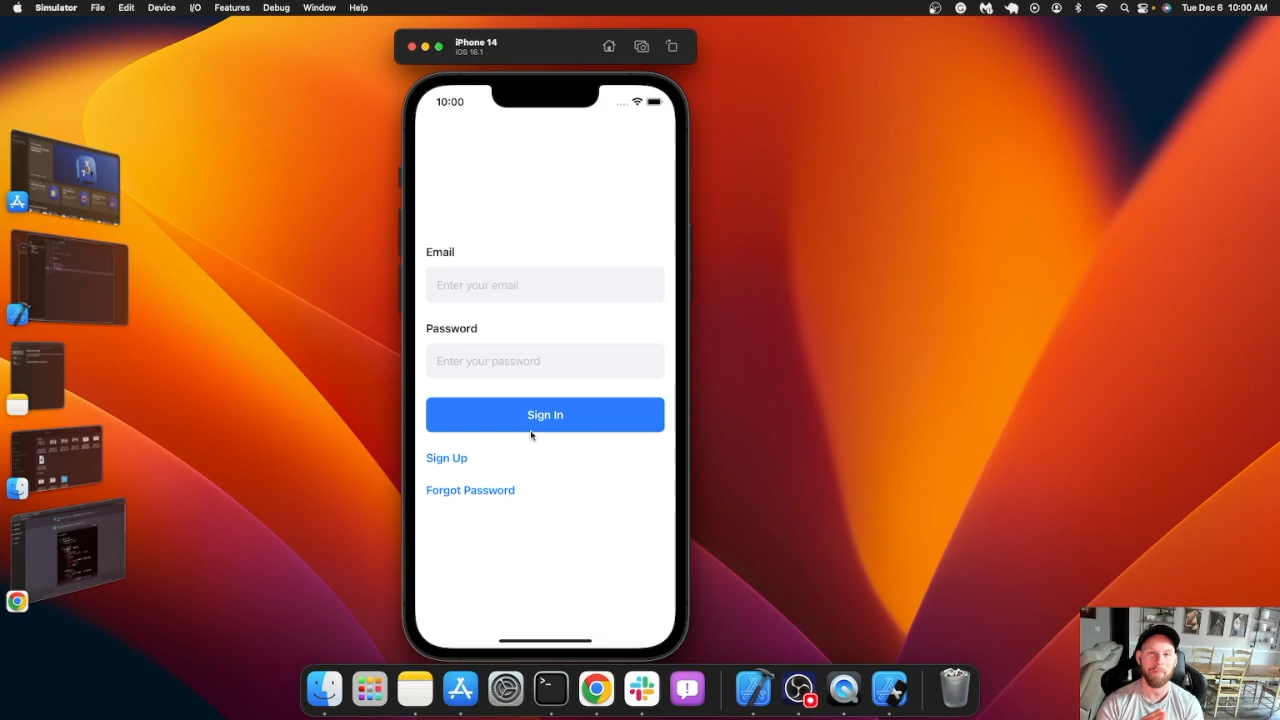 Simulator File Edit Device I/O Features Debug Window Help
Tue Dec 6 10:00 AM
iPhone 14
iOS 16.1
10:00
Email
Enter your email
Password
Enter your password
Sign In
Sign Up
Forgot Password